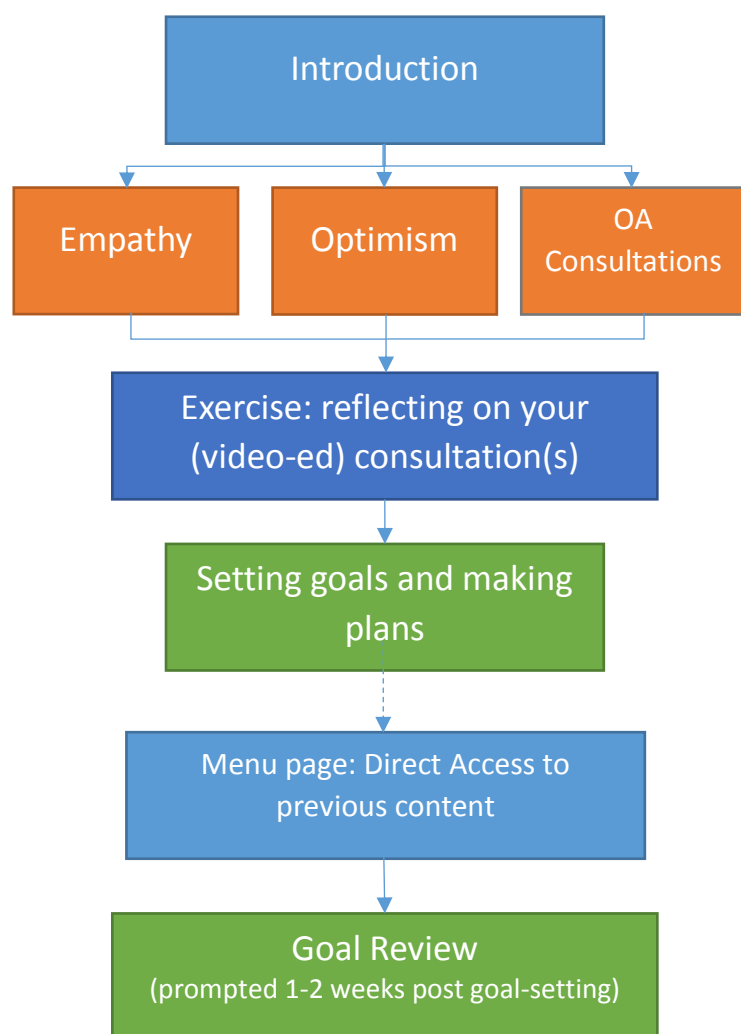 Introduction
Empathy
Optimism
OA
Consultations
Exercise: reflecting on your
(video-ed) consultation(s)
Setting goals and making
plans
Menu page: Direct Access to
previous content
Goal Review
(prompted 1-2 weeks post goal-setting)